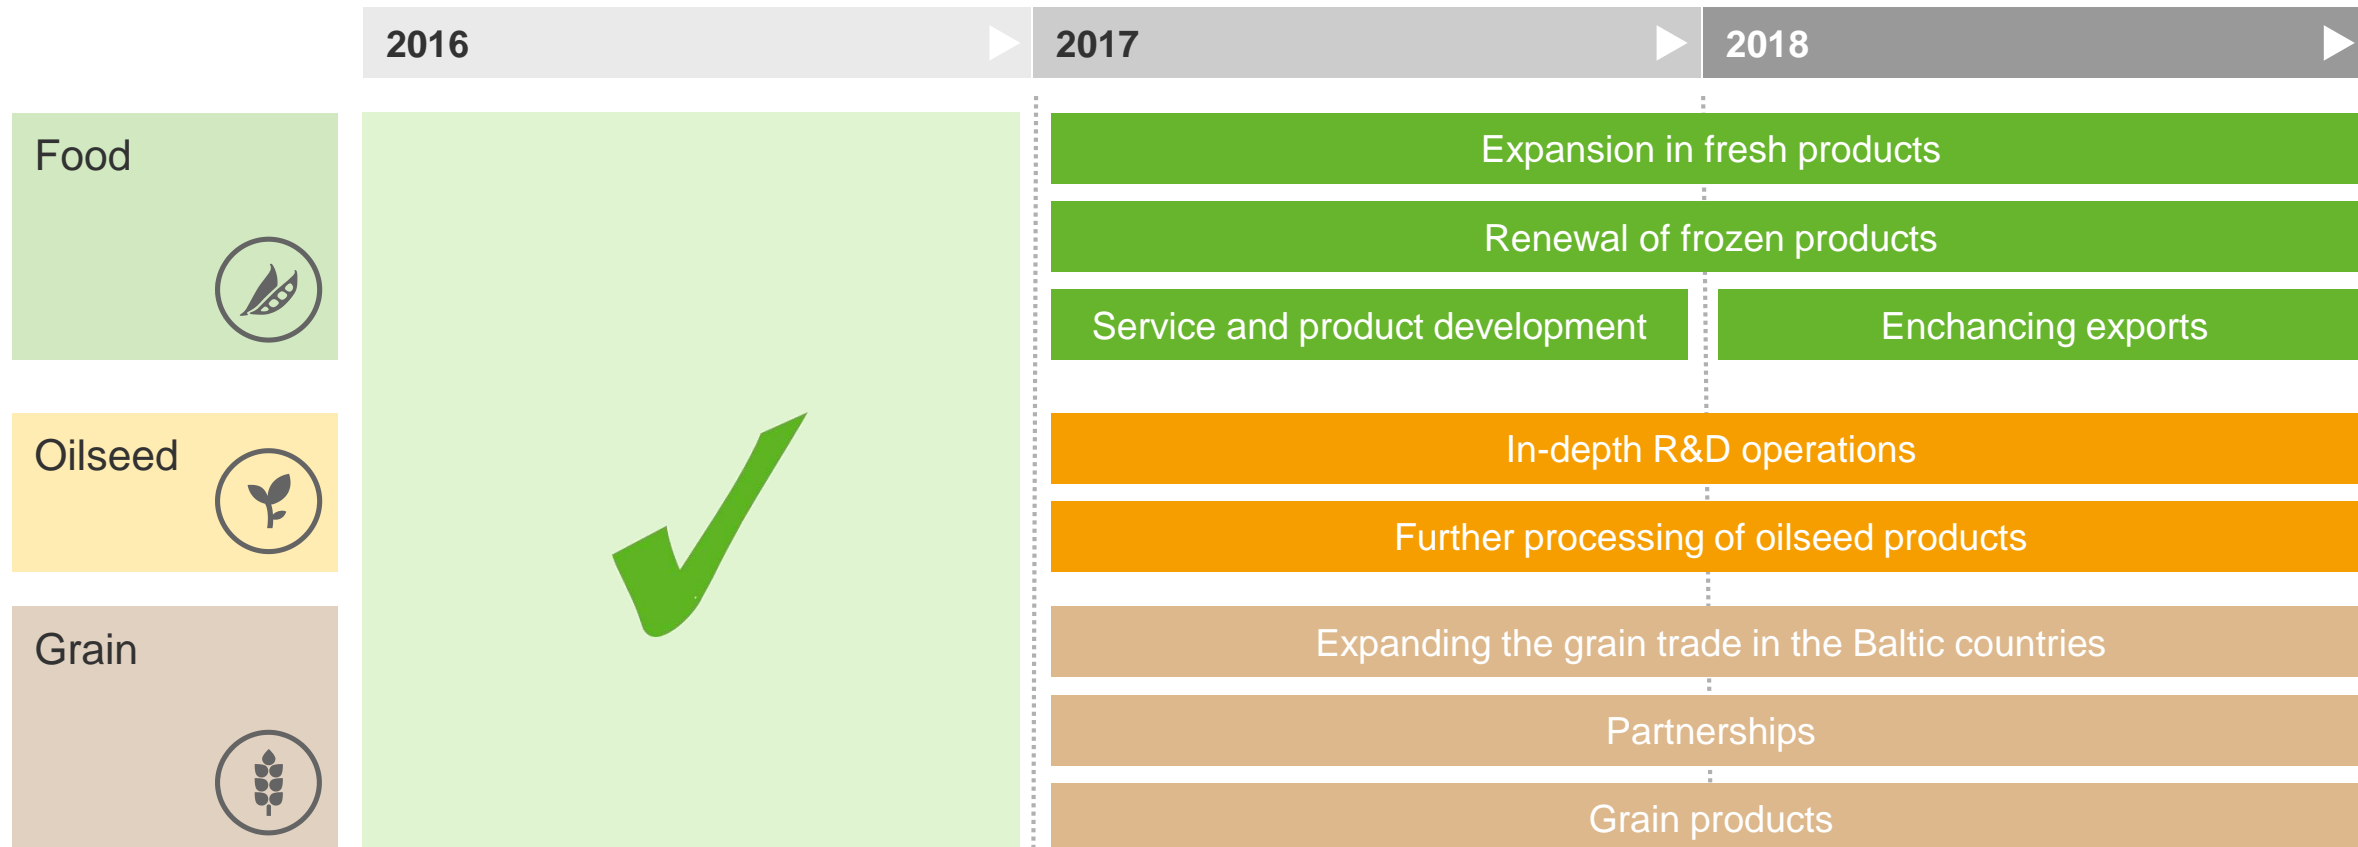 2016
2017
2018
Food
Expansion in fresh products
Renewal of frozen products
Service and product development
Enchancing exports
Oilseed
In-depth R&D operations
Further processing of oilseed products
Grain
Expanding the grain trade in the Baltic countries
Partnerships
Grain products